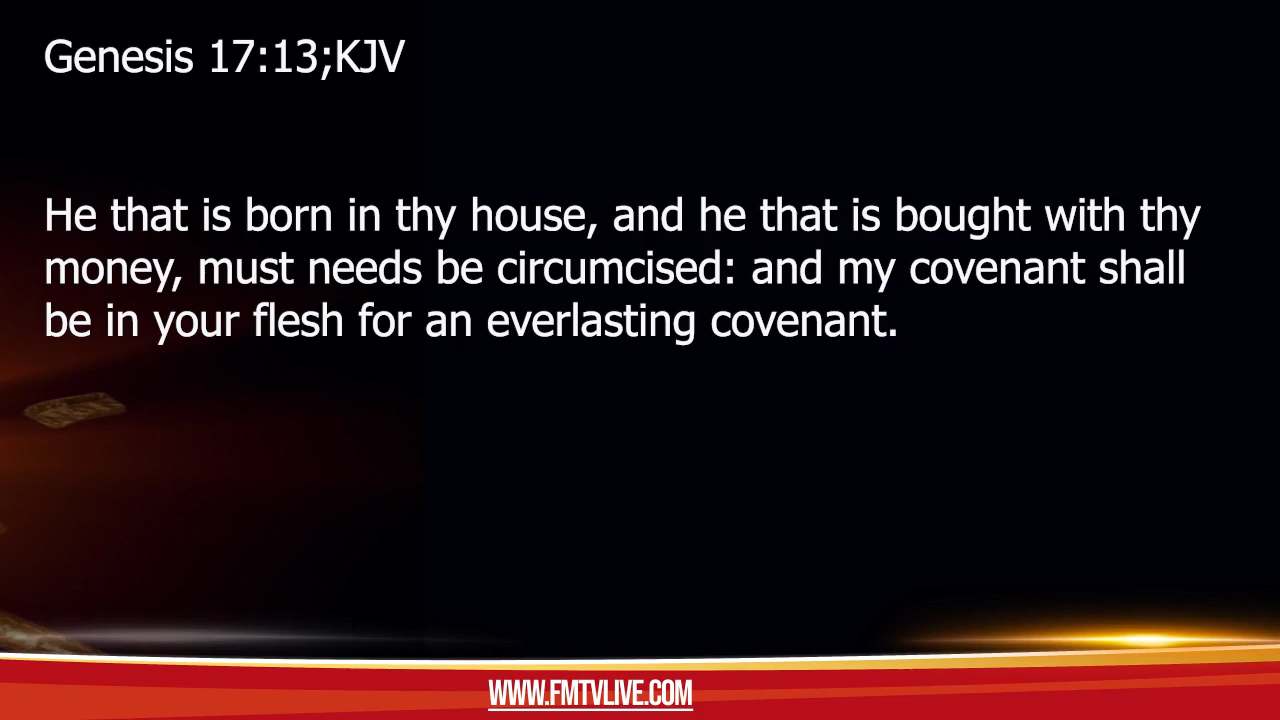 Genesis 17:13;KJV
He that is born in thy house, and he that is bought with thy
money, must needs be circumcised: and my covenant shall
be in your flesh for an everlasting covenant.
WWW.FMTVLIVE.COM